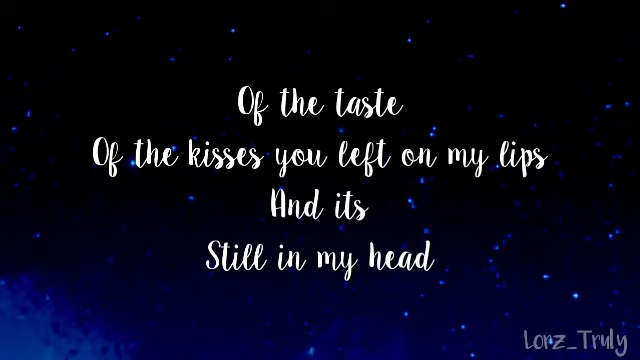 Of the taste
Of the kisses you left on my lips
And its
Still in my head
Lorz_Truly